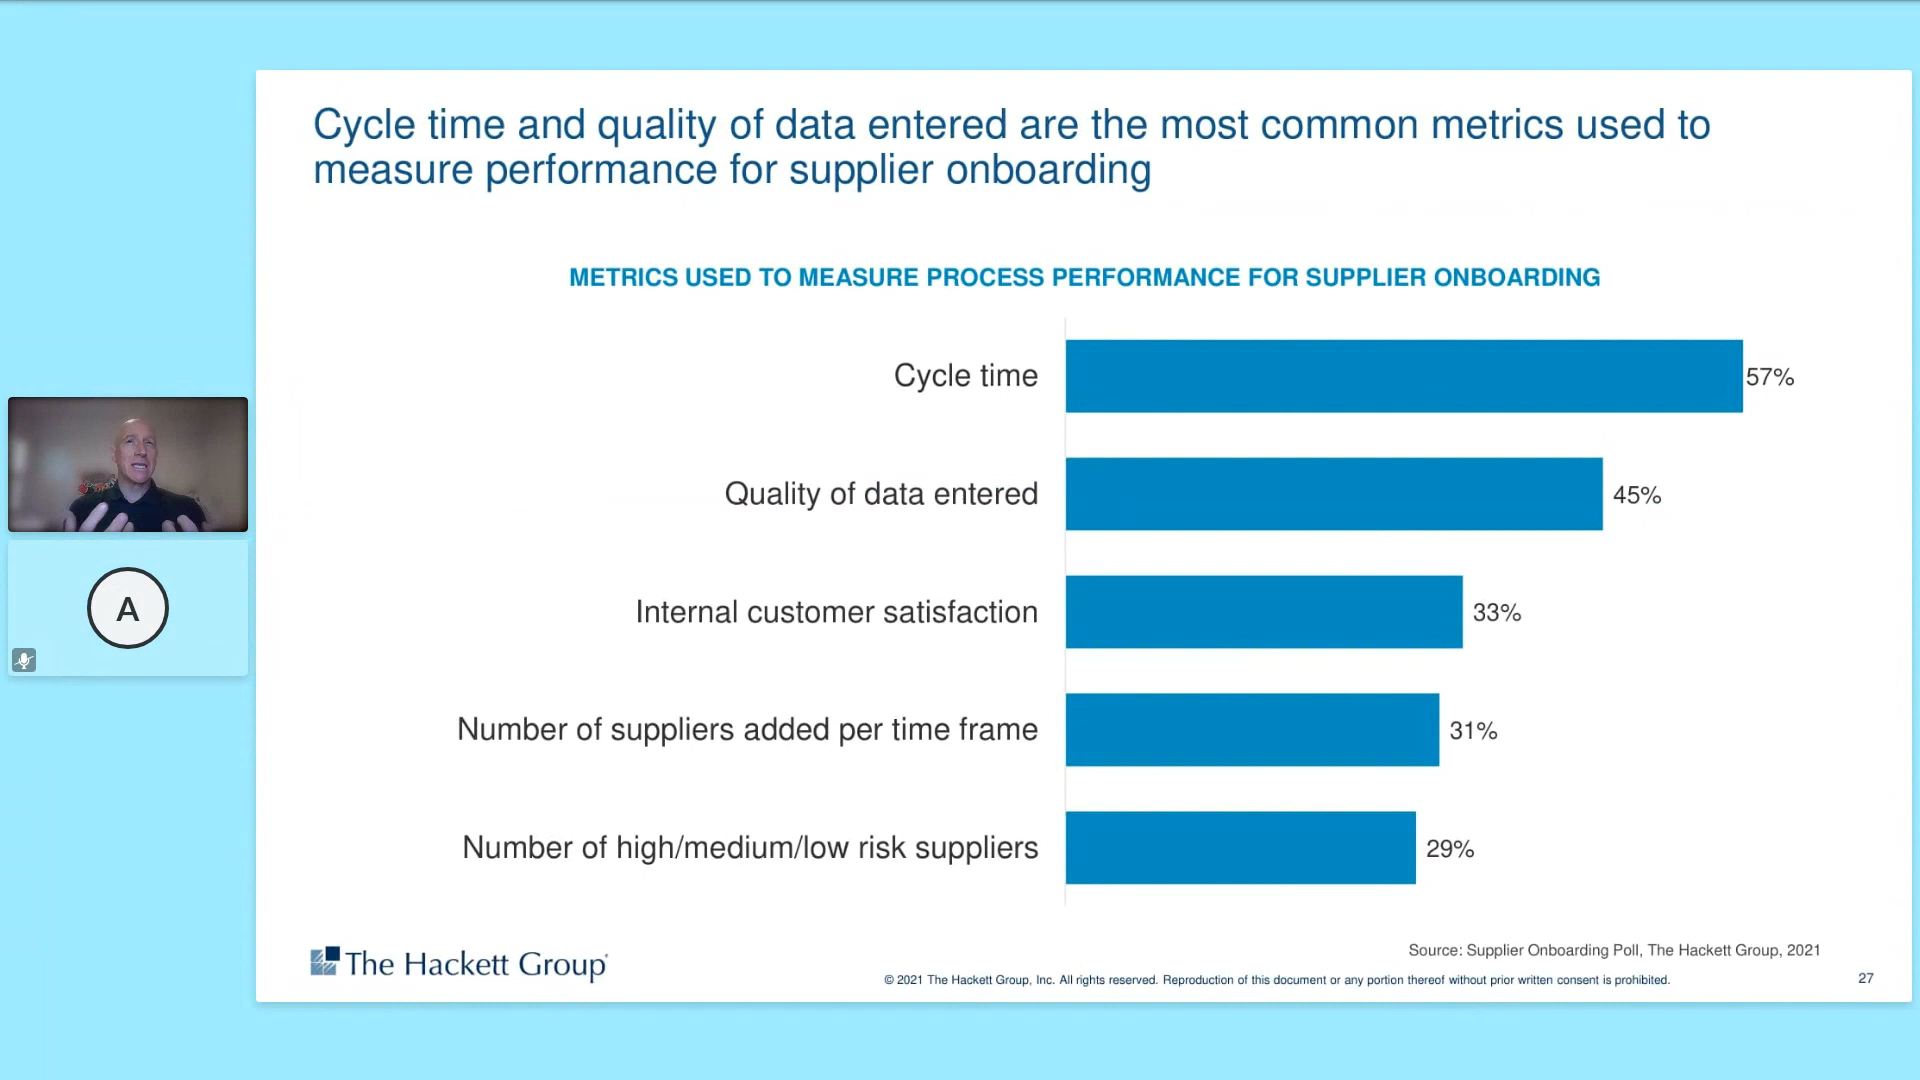 Cycle time and quality of data entered are the most common metrics used to
measure performance for supplier onboarding
METRICS USED TO MEASURE PROCESS PERFORMANCE FOR SUPPLIER ONBOARDING
Cycle time
57%
Quality of data entered
45%
Internal customer satisfaction
33%
Number of suppliers added per time frame
31%
Number of high/medium/low risk suppliers
29%
A
The Hackett Group
Source: Supplier Onboarding Poll, The Hackett Group, 2021
© 2021 The Hackett Group, Inc. All rights reserved. Reproduction of this document or any portion thereof without prior written consent is prohibited.
27